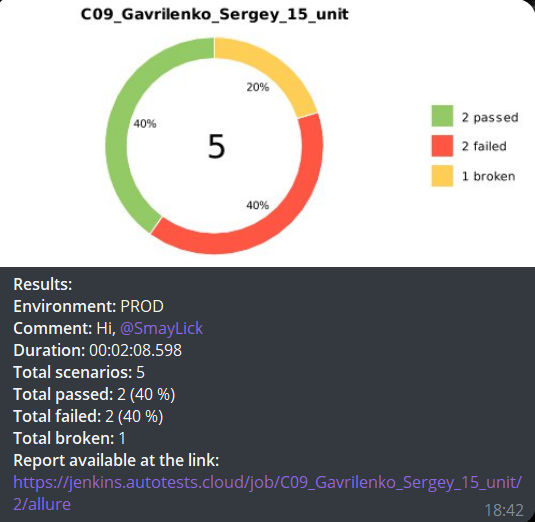 C09_Gavrilenko_Sergey_15_unit
20%
40%
5
40%
2 passed
2 failed
1 broken
Results:
Environment: PROD
Comment: Hi, @SmayLick
Duration: 00:02:08.598
Total scenarios: 5
Total passed: 2 (40 %)
Total failed: 2 (40 %)
Total broken: 1
Report available at the link:
https://jenkins.autotests.cloud/job/C09_Gavrilenko_Sergey_15_unit/
2/allure
18:42